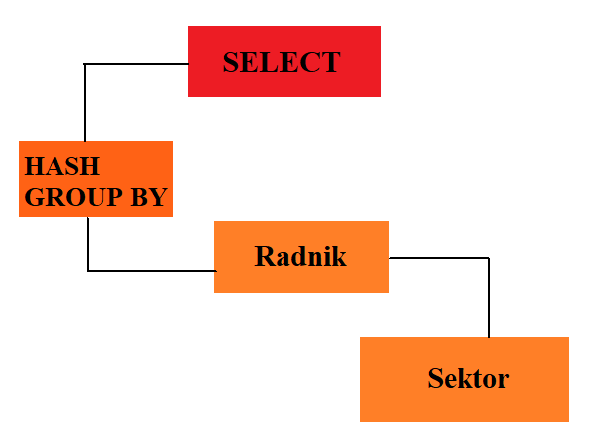 SELECT
HASH
GROUP BY
Radnik
Sektor